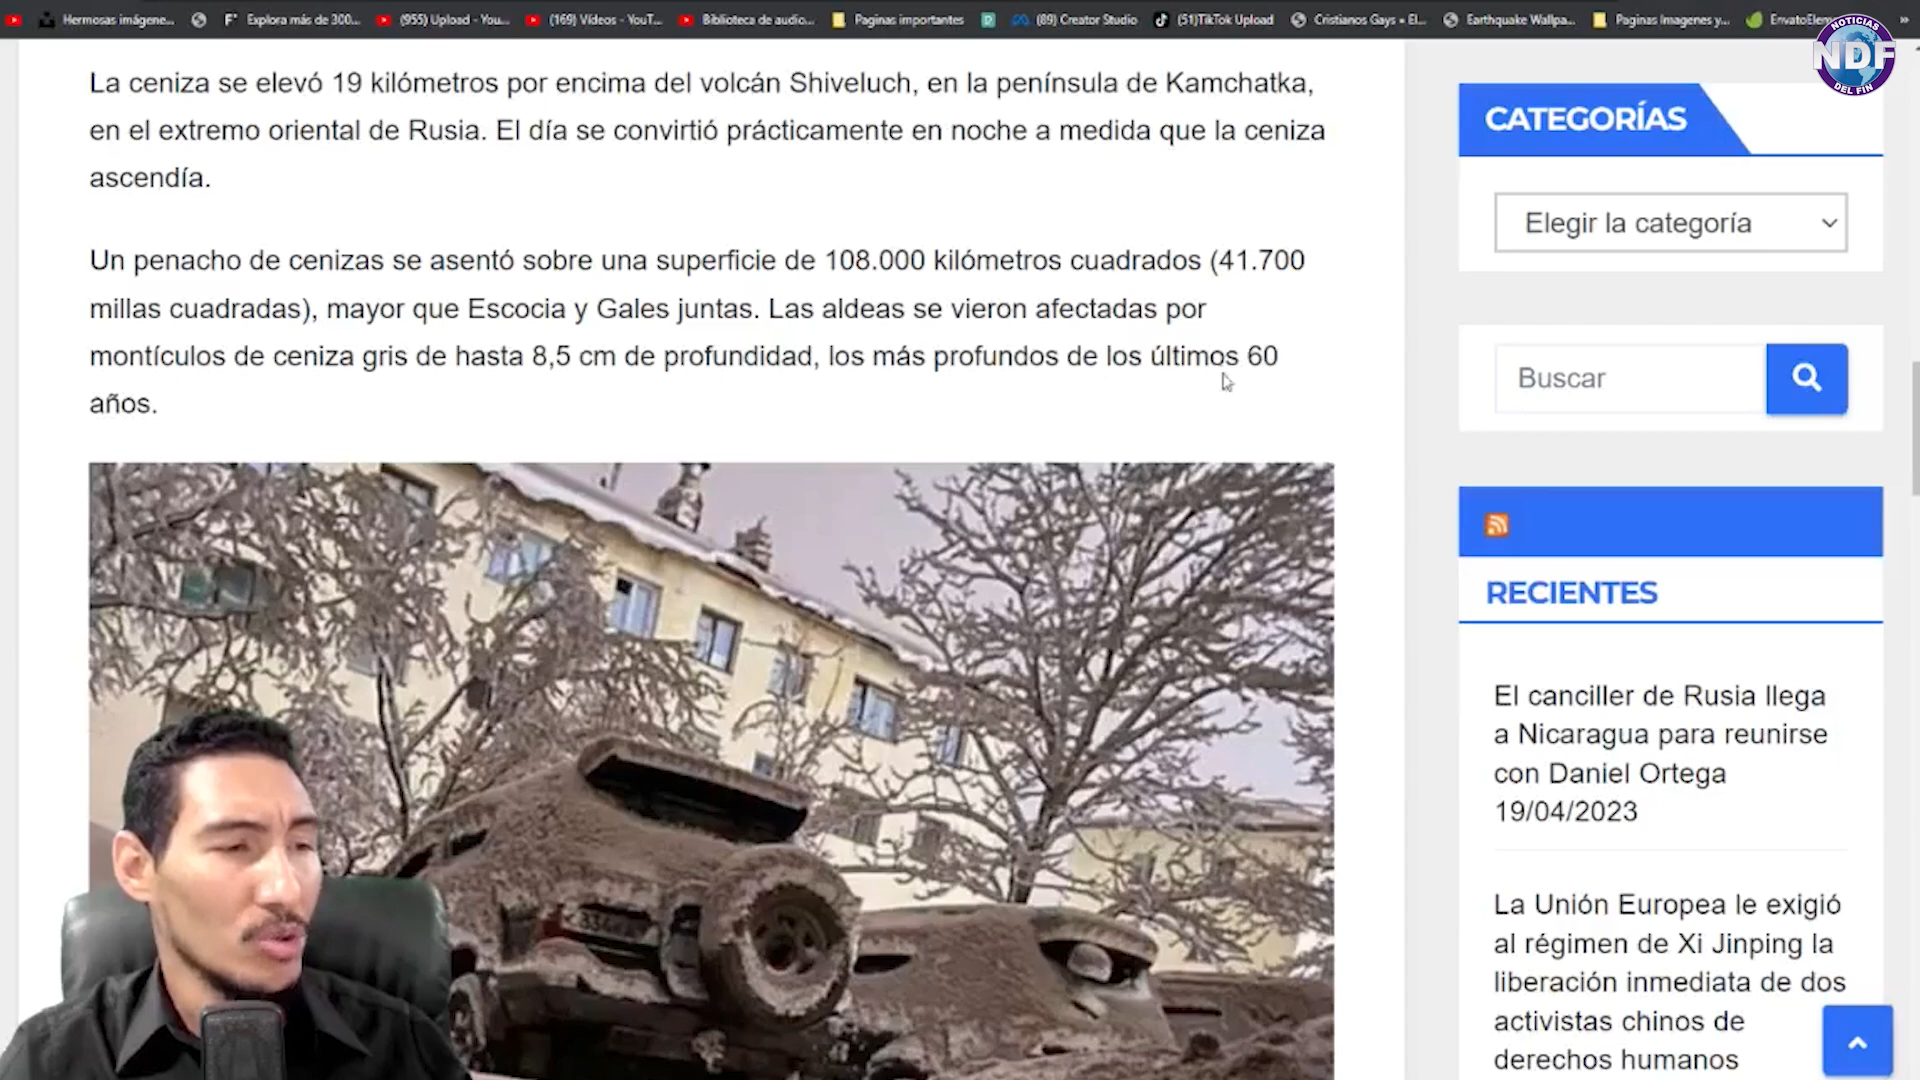 Hermosas imágene...
Explora más de 300...
(955) Upload - You...
(169) Vídeos - YouT...
Biblioteca de audio...
Paginas importantes
(89) Creator Studio
(51)TikTok Upload
Cristianos Gays • El...
Earthquake Wallpa...
Paginas Imagenes y...
EnvatoElem
NOTICIAS
NDF
DEL FIN
La ceniza se elevó 19 kilómetros por encima del volcán Shiveluch, en la península de Kamchatka,
en el extremo oriental de Rusia. El día se convirtió prácticamente en noche a medida que la ceniza
ascendía.
Un penacho de cenizas se asentó sobre una superficie de 108.000 kilómetros cuadrados (41.700
millas cuadradas), mayor que Escocia y Gales juntas. Las aldeas se vieron afectadas por
montículos de ceniza gris de hasta 8,5 cm de profundidad, los más profundos de los últimos 60
años.
CATEGORÍAS
Elegir la categoría
Buscar
RECIENTES
El canciller de Rusia llega
a Nicaragua para reunirse
con Daniel Ortega
19/04/2023
La Unión Europea le exigió
al régimen de Xi Jinping la
liberación inmediata de dos
activistas chinos de
derechos humanos